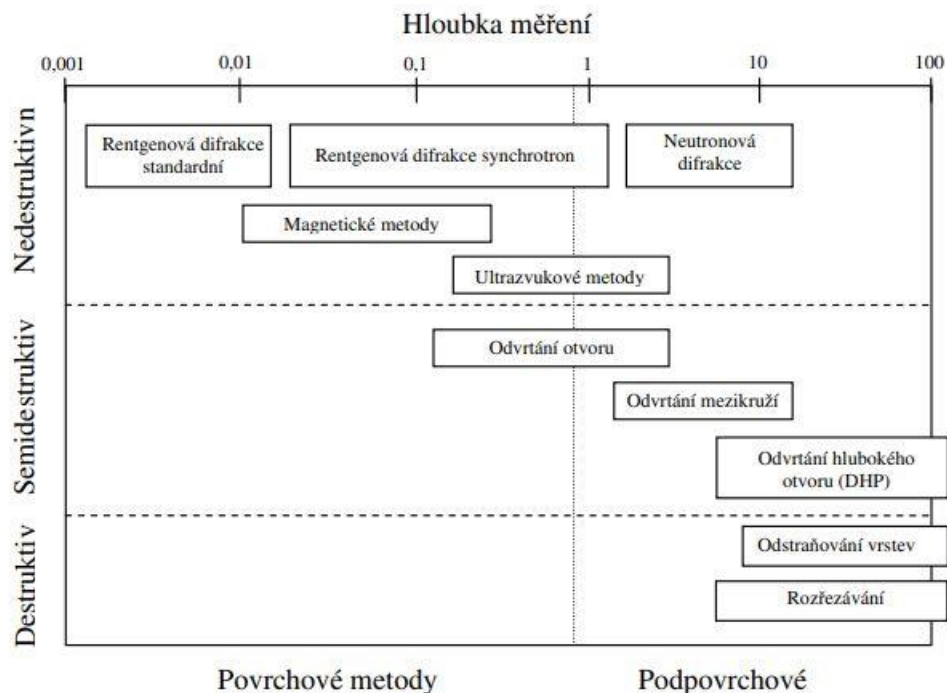 Hloubka měření
0,001 0,01 0,1 1 10 100
Nedestruktivn
Rentgenová difrakce
standardní
Rentgenová difrakce synchrotron
Neutronová
difrakce
Magnetické metody
Ultrazvukové metody
Semidestruktiv
Odvrtání otvoru
Odvrtání mezikruží
Odvrtání hlubokého
otvoru (DHP)
Destruktiv
Odstraňování vrstev
Rozřezávání
Povrchové metody
Podpovrchové